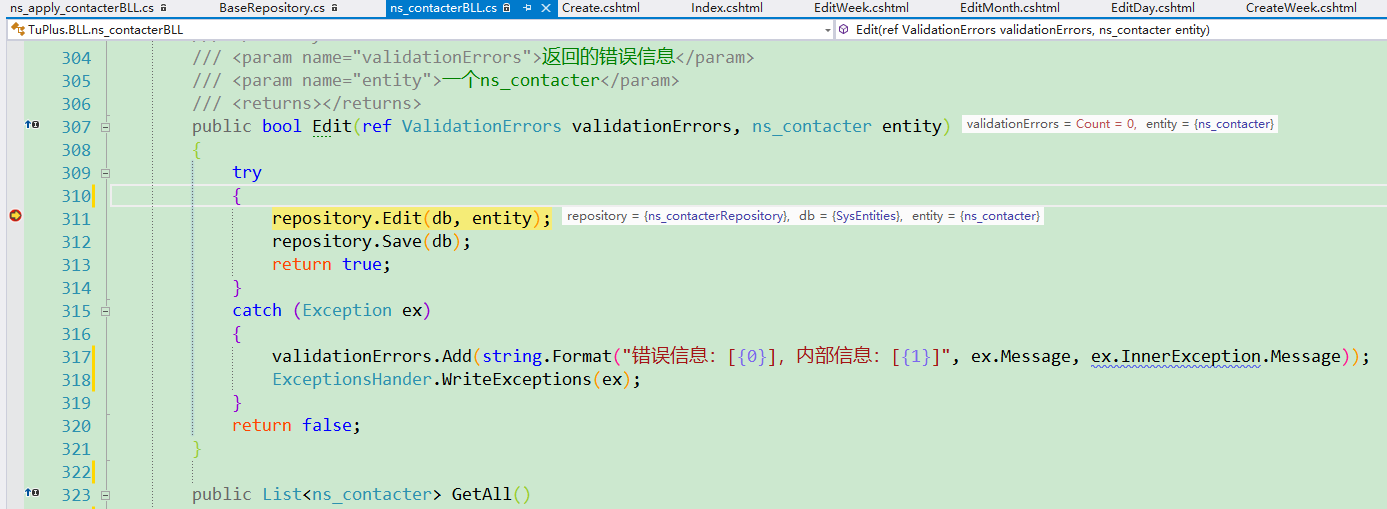 ns_apply_contacterBLL.cs BaseRepository.cs ns_contacterBLL.cs Create.cshtml Index.cshtml EditWeek.cshtml EditMonth.cshtml EditDay.cshtml CreateWeek.cshtml
TuPlus.BLL.ns_contacterBLL Edit(ref ValidationErrors validationErrors, ns_contacter entity)
304 /// <param name="validationErrors">返回的错误信息</param>
305 /// <param name="entity">一个ns_contacter</param>
306 /// <returns></returns>
307 public bool Edit(ref ValidationErrors validationErrors, ns_contacter entity) validationErrors = Count = 0, entity = {ns_contacter}
308 {
309 try
310 {
311 repository.Edit(db, entity); repository = {ns_contacterRepository}, db = {SysEntities}, entity = {ns_contacter}
312 repository.Save(db);
313 return true;
314 }
315 catch (Exception ex)
316 {
317 validationErrors.Add(string.Format("错误信息：[{0}]，内部信息：[{1}]", ex.Message, ex.InnerException.Message));
318 ExceptionsHander.WriteExceptions(ex);
319 }
320 return false;
321 }
322
323 public List<ns_contacter> GetAll()